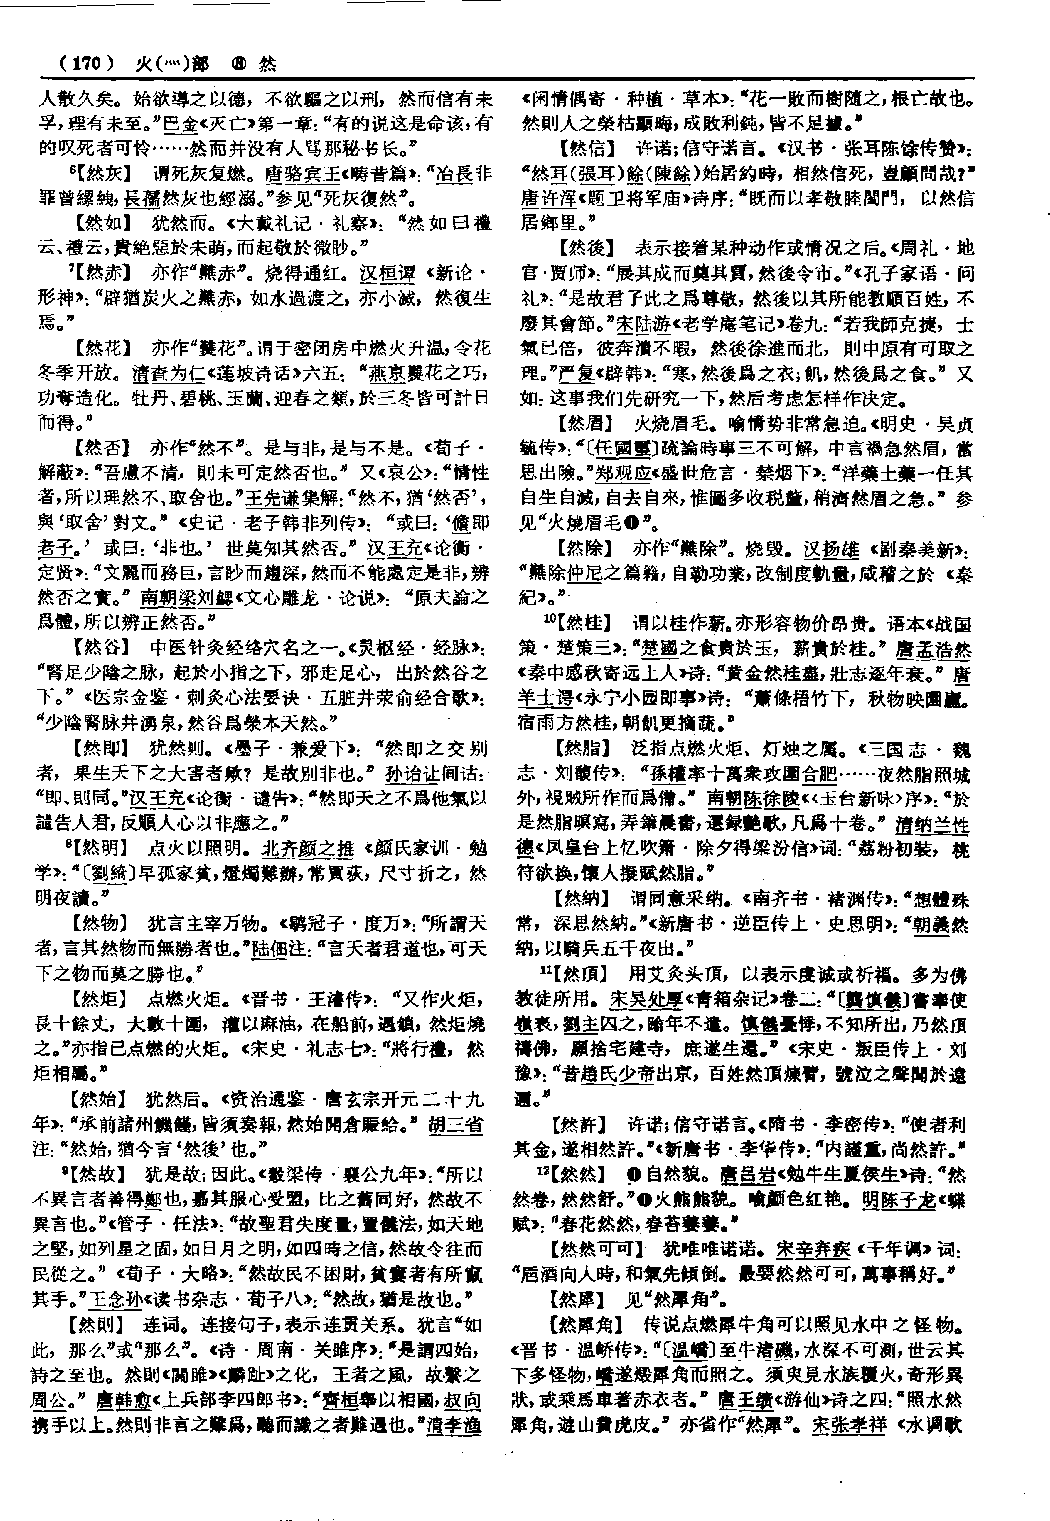 （170） 火(灬)部 ⑧ 然
人散久矣。始欲導之以德，不欲驅之以刑，然而信有未
孚，理有未至。”巴金《灭亡》第一章：“有的说这是命该，有
的叹死者可怜……然而并没有人骂那秘书长。”
⁶【然灰】 谓死灰复燃。唐骆宾王《畴昔篇》：“冶長非
罪曾縲紲，長孺然灰也經溺。”参见“死灰復然”。
【然如】 犹然而。《大戴礼记·礼察》：“然如曰禮
云、禮云，貴絶惡於未萌，而起敬於微眇。”
⁷【然赤】 亦作“㸐赤”。烧得通红。汉桓谭《新论·
形神》：“辟猶炭火之㸐赤，如水過渡之，亦小滅，然復生
焉。”
【然花】 亦作“㸐花”。谓于密闭房中燃火升温，令花
冬季开放。清查为仁《莲坡诗话》六五：“燕京㸐花之巧，
功奪造化。牡丹、碧桃、玉蘭、迎春之類，於三冬皆可計日
而得。”
【然否】 亦作“然不”。是与非，是与不是。《荀子·
解蔽》：“吾慮不清，則未可定然否也。”又《哀公》：“情性
者，所以理然不、取舍也。”王先谦集解：“然不，猶‘然否’，
與‘取舍’對文。”《史记·老子韩非列传》：“或曰：‘儋即
老子。’或曰：‘非也。’世莫知其然否。”汉王充《论衡·
定贤》：“文麗而務巨，言眇而趨深，然而不能處定是非，辨
然否之實。”南朝梁刘勰《文心雕龙·论说》：“原夫論之
爲體，所以辨正然否。”
【然谷】 中医针灸经络穴名之一。《灵枢经·经脉》：
“腎足少陰之脉，起於小指之下，邪走足心，出於然谷之
下。”《医宗金鉴·刺灸心法要诀·五脏井荥俞经合歌》：
“少陰腎脉井湧泉，然谷爲滎本天然。”
【然即】 犹然则。《墨子·兼爱下》：“然即之交别
者，果生天下之大害者歟？是故别非也。”孙诒让间诂：
“即、則同。”汉王充《论衡·谴告》：“然即天之不爲他氣以
譴告人君，反順人心以非應之。”
⁸【然明】 点火以照明。北齐颜之推《颜氏家训·勉
学》：“〔劉綺〕早孤家貧，燈燭難辦，常買荻，尺寸折之，然
明夜讀。”
【然物】 犹言主宰万物。《鹖冠子·度万》：“所謂天
者，言其然物而無勝者也。”陆佃注：“言天者君道也，可天
下之物而莫之勝也。”
【然炬】 点燃火炬。《晋书·王濬传》：“又作火炬，
長十餘丈，大數十圍，灌以麻油，在船前，遇鎖，然炬燒
之。”亦指已点燃的火炬。《宋史·礼志七》：“將行禮，然
炬相屬。”
【然始】 犹然后。《资治通鉴·唐玄宗开元二十九
年》：“承前諸州饑饉，皆須奏報，然始開倉賑給。”胡三省
注：“然始，猶今言‘然後’也。”
⁹【然故】 犹是故；因此。《穀梁传·襄公九年》：“所以
不異言者善得鄭也，嘉其服心受盟，比之舊同好，然故不
異言也。”《管子·任法》：“故聖君失度量，置儀法，如天地
之堅，如列星之固，如日月之明，如四時之信，然故令往而
民從之。”《荀子·大略》：“然故民不困財，貧窶者有所竄
其手。”王念孙《读书杂志·荀子八》：“然故，猶是故也。”
【然则】 连词。连接句子，表示连贯关系。犹言“如
此，那么”或“那么”。《诗·周南·关雎序》：“是謂四始，
詩之至也。然則《關雎》《麟趾》之化，王者之風，故繫之
周公。”唐韩愈《上兵部李四郎书》：“齊桓舉以相國，叔向
携手以上。然則非言之難爲，聽而識之者難遇也。”清李渔
《闲情偶寄·种植·草本》：“花一敗而樹随之，根亡故也。
然則人之榮枯顯晦，成敗利鈍，皆不足據。”
【然信】 许诺；信守诺言。《汉书·张耳陈馀传赞》：
“然耳(張耳)餘(陳餘)始居約時，相然信死，豈顧問哉？”
唐许浑《题卫将军庙》诗序：“既而以孝敬睦閨門，以然信
居鄉里。”
【然後】 表示接着某种动作或情况之后。《周礼·地
官·贾师》：“展其成而奠其賈，然後令市。”《孔子家语·问
礼》：“是故君子此之爲尊敬，然後以其所能教順百姓，不
廢其會節。”宋陆游《老学庵笔记》卷九：“若我師克捷，士
氣已倍，彼奔潰不暇，然後徐進而北，則中原有可取之
理。”严复《辟韩》：“寒，然後爲之衣；飢，然後爲之食。”又
如：这事我们先研究一下，然后考虑怎样作决定。
【然眉】 火烧眉毛。喻情势非常急迫。《明史·吴贞
毓传》：“〔任國璽〕疏論時事三不可解，中言禍急然眉，當
思出險。”郑观应《盛世危言·禁烟下》：“洋藥土藥一任其
自生自滅，自去自來，惟圖多收税釐，稍濟然眉之急。”参
见“火燒眉毛❶”。
【然除】 亦作“㸐除”。烧毁。汉扬雄《剧秦美新》：
“㸐除仲尼之篇籍，自勒功業，改制度軌量，咸稽之於《秦
紀》。”
¹⁰【然桂】 谓以桂作薪。亦形容物价昂贵。语本《战国
策·楚策三》：“楚國之食貴於玉，薪貴於桂。”唐孟浩然
《秦中感秋寄远上人》诗：“黄金然桂盡，壯志逐年衰。”唐
羊士谔《永宁小园即事》诗：“蕭條梧竹下，秋物映園廬。
宿雨方然桂，朝飢更摘蔬。”
【然脂】 泛指点燃火炬、灯烛之属。《三国志·魏
志·刘馥传》：“孫權率十萬衆攻圍合肥……夜然脂照城
外，視賊所作而爲備。”南朝陈徐陵《〈玉台新咏〉序》：“於
是然脂暝寫，弄筆晨書，選録艷歌，凡爲十卷。”清纳兰性
德《凤皇台上忆吹箫·除夕得梁汾信》词：“荔粉初裝，桃
符欲换，懷人擬賦然脂。”
【然纳】 谓同意采纳。《南齐书·褚渊传》：“想體殊
常，深思然納。”《新唐书·逆臣传上·史思明》：“朝義然
納，以騎兵五千夜出。”
¹¹【然頂】 用艾灸头顶，以表示虔诚或祈福。多为佛
教徒所用。宋吴处厚《青箱杂记》卷二：“〔龔慎儀〕嘗奉使
嶺表，劉主囚之，踰年不遣。慎儀憂悸，不知所出，乃然頂
禱佛，願捨宅建寺，庶遂生還。”《宋史·叛臣传上·刘
豫》：“昔趙氏少帝出京，百姓然頂煉臂，號泣之聲聞於遠
邇。”
【然許】 许诺；信守诺言。《隋书·李密传》：“使者利
其金，遂相然許。”《新唐书·李华传》：“内謹重，尚然許。”
¹²【然然】 ❶自然貌。唐吕岩《勉牛生夏侯生》诗：“然
然卷，然然舒。”❷火熊熊貌。喻顏色红艳。明陈子龙《蝶
赋》：“春花然然，春苔萋萋。”
【然然可可】 犹唯唯诺诺。宋辛弃疾《千年调》词：
“巵酒向人時，和氣先傾倒。最要然然可可，萬事稱好。”
【然犀】 见“然犀角”。
【然犀角】 传说点燃犀牛角可以照见水中之怪物。
《晋书·温峤传》：“〔温嶠〕至牛渚磯，水深不可測，世云其
下多怪物，嶠遂燬犀角而照之。須臾見水族覆火，奇形異
狀，或乘馬車著赤衣者。”唐王绩《游仙》诗之四：“照水然
犀角，遊山費虎皮。”亦省作“然犀”。宋张孝祥《水调歌